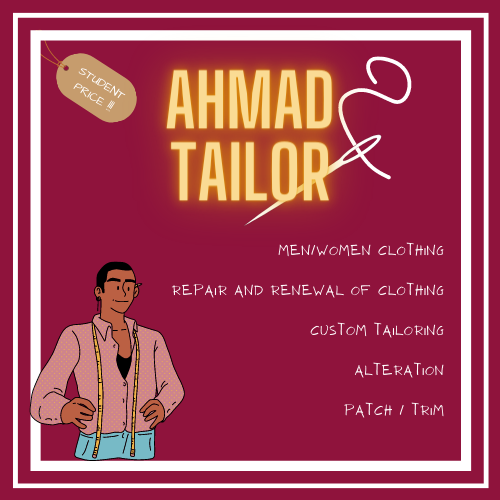 STUDENT
PRICE !!!
AHMAD
TAILOR
MEN/WOMEN CLOTHING
REPAIR AND RENEWAL OF CLOTHING
CUSTOM TAILORING
ALTERATION
PATCH / TRIM